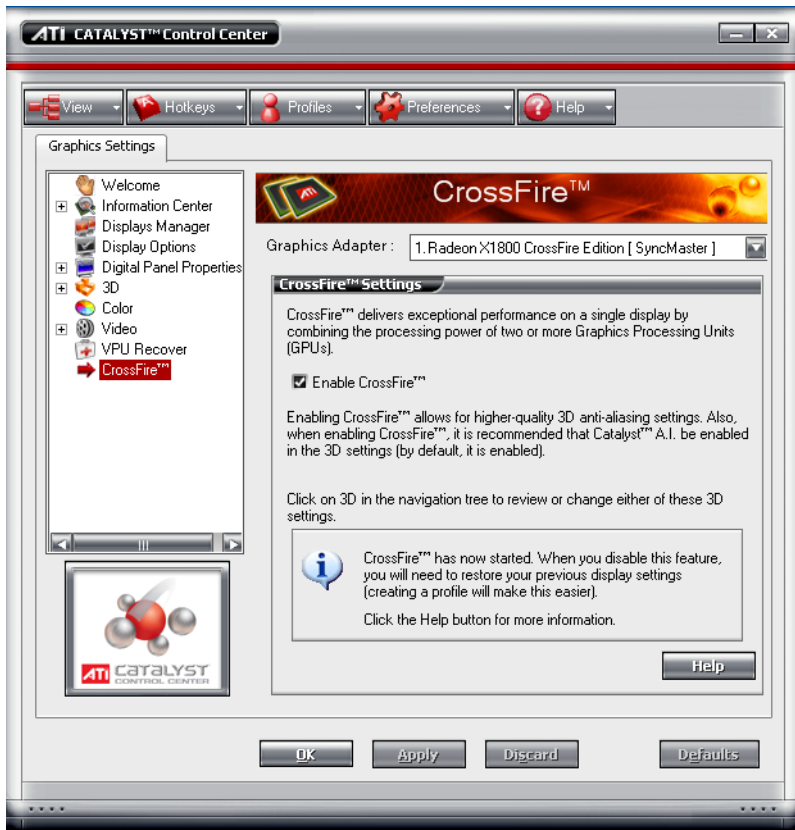 ATI CATALYST™ Control Center
View
Hotkeys
Profiles
Preferences
Help
Graphics Settings
Welcome
Information Center
Displays Manager
Display Options
Digital Panel Properties
3D
Color
Video
VPU Recover
CrossFire™
ATI
CrossFire™
Graphics Adapter :
1. Radeon X1800 CrossFire Edition [ SyncMaster ]
CrossFire™ Settings
CrossFire™ delivers exceptional performance on a single display by
combining the processing power of two or more Graphics Processing Units
(GPUs).
Enable CrossFire™
Enabling CrossFire™ allows for higher-quality 3D anti-aliasing settings. Also,
when enabling CrossFire™, it is recommended that Catalyst™ A.I. be enabled
in the 3D settings (by default, it is enabled).
Click on 3D in the navigation tree to review or change either of these 3D
settings.
CrossFire™ has now started. When you disable this feature,
you will need to restore your previous display settings
(creating a profile will make this easier).
Click the Help button for more information.
Help
ATI CATALYST
CONTROL CENTER
OK
Apply
Discard
Defaults